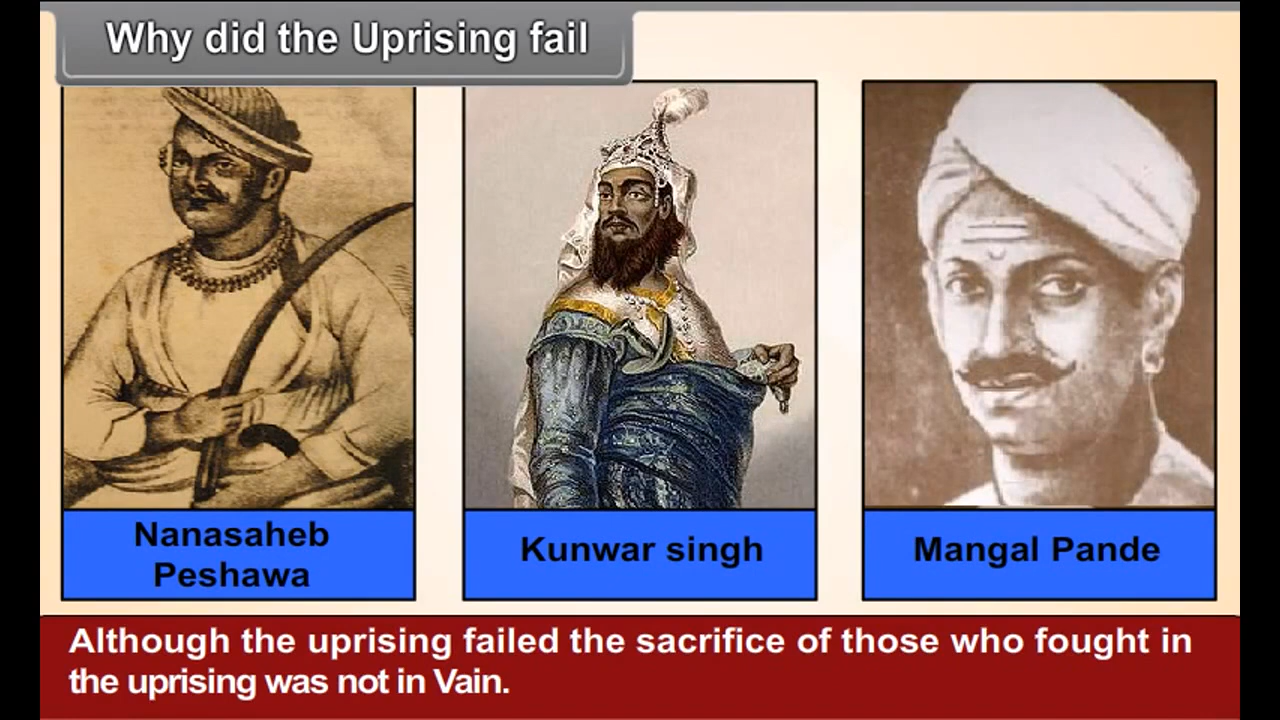 Why did the Uprising fail
Nanasaheb
Peshawa
Kunwar singh
Mangal Pande
Although the uprising failed the sacrifice of those who fought in
the uprising was not in Vain.